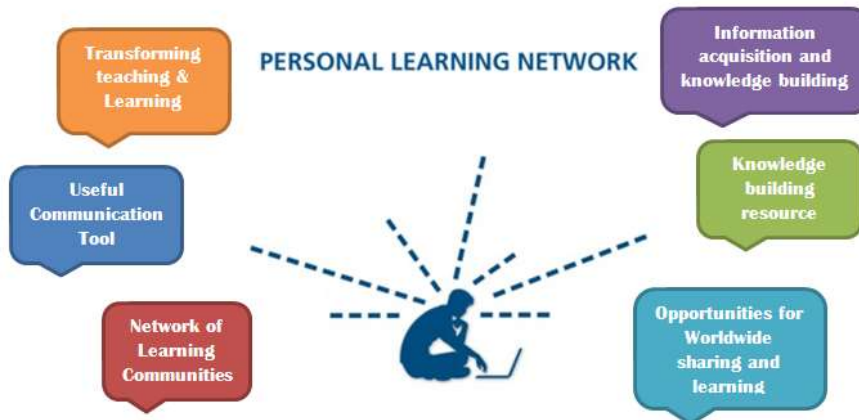 Transforming
teaching &
Learning
PERSONAL LEARNING NETWORK
Information
acquisition and
knowledge building
Useful
Communication
Tool
Knowledge
building
resource
Network of
Learning
Communities
Opportunities for
Worldwide
sharing and
learning